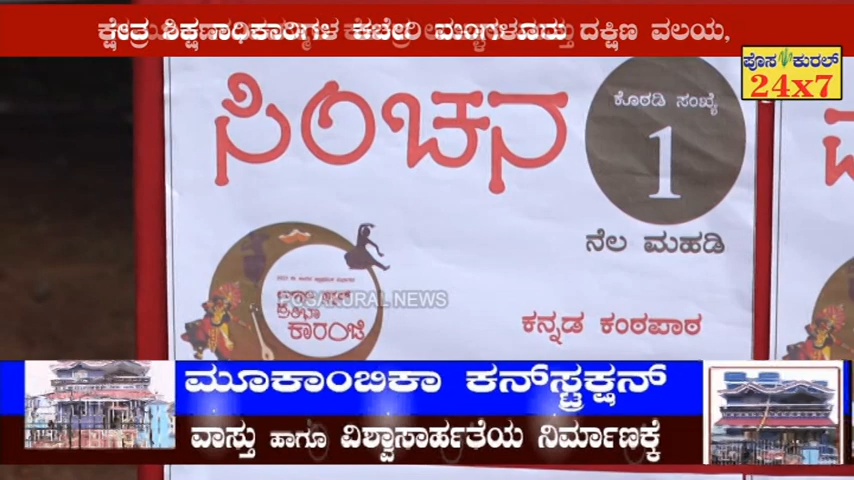 ಕ್ಷೇತ್ರ ಶಿಕ್ಷಣಾಧಿಕಾರಿಗಳ ಕಚೇರಿ ಮಂಗಳೂರು ದಕ್ಷಿಣ ವಲಯ,
ಪೊಸ ಕುರಲ್
24x7
ಸಿಂಚನ
ಕೊಠಡಿ ಸಂಖ್ಯೆ
1
ನೆಲ ಮಹಡಿ
POSAKURAL NEWS
ಪ್ರತಿಭಾ
ಕಾರಂಜಿ
ಕನ್ನಡ ಕಂಠಪಾಠ
ಮೂಕಾಂಬಿಕಾ ಕನ್‌ಸ್ಟ್ರಕ್ಷನ್
ವಾಸ್ತು ಹಾಗೂ ವಿಶ್ವಾಸಾರ್ಹತೆಯ ನಿರ್ಮಾಣಕ್ಕೆ